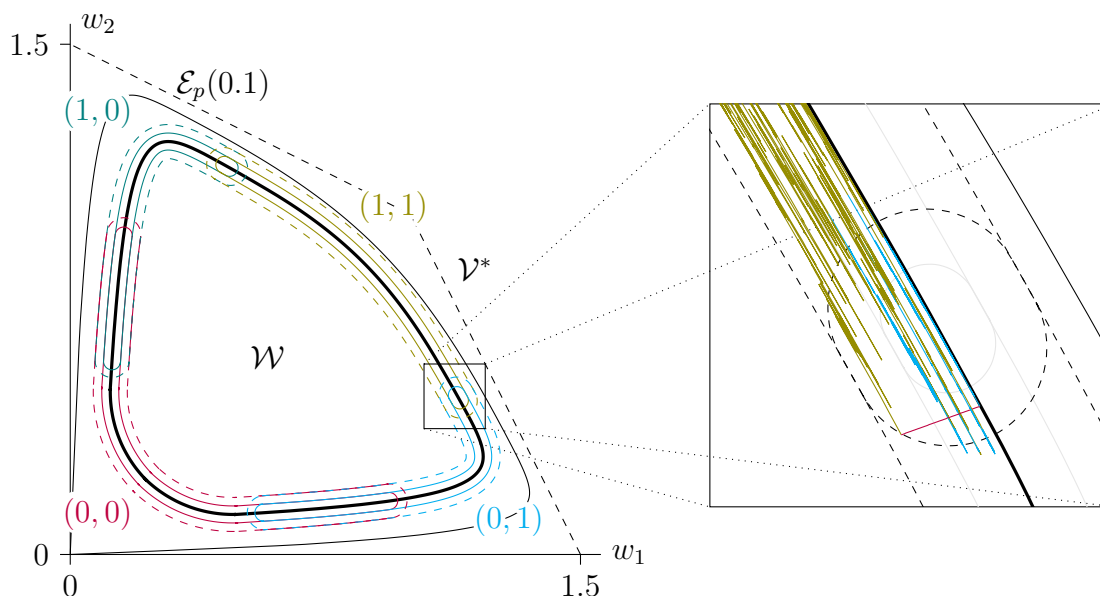 w₂
1.5
ℰₚ(0.1)
(1, 0)
(1, 1)
𝒱*
𝒲
(0, 0)
(0, 1)
0
w₁
0
1.5